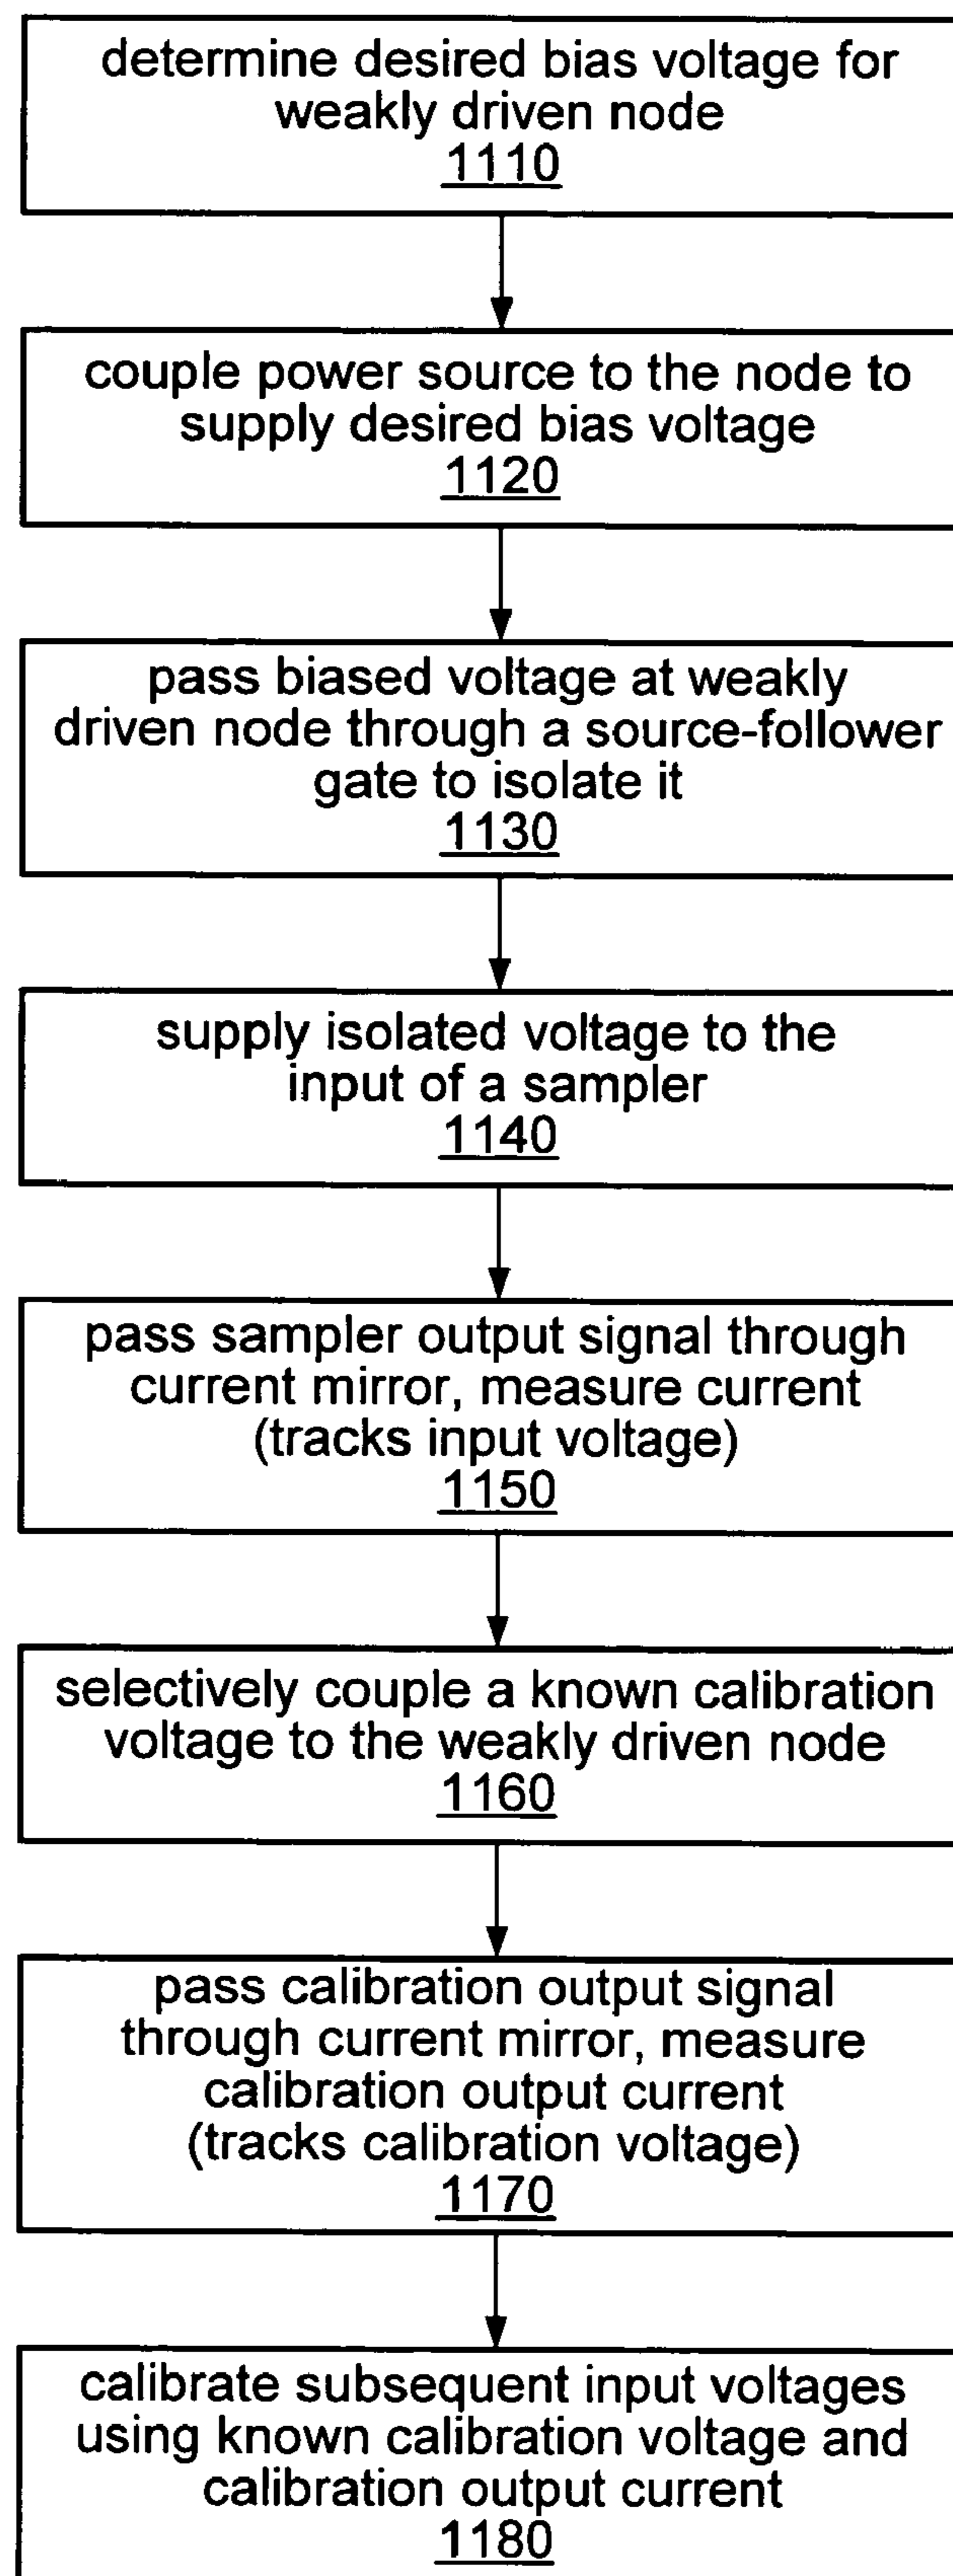 determine desired bias voltage for
weakly driven node
1110
couple power source to the node to
supply desired bias voltage
1120
pass biased voltage at weakly
driven node through a source-follower
gate to isolate it
1130
supply isolated voltage to the
input of a sampler
1140
pass sampler output signal through
current mirror, measure current
(tracks input voltage)
1150
selectively couple a known calibration
voltage to the weakly driven node
1160
pass calibration output signal
through current mirror, measure
calibration output current
(tracks calibration voltage)
1170
calibrate subsequent input voltages
using known calibration voltage and
calibration output current
1180